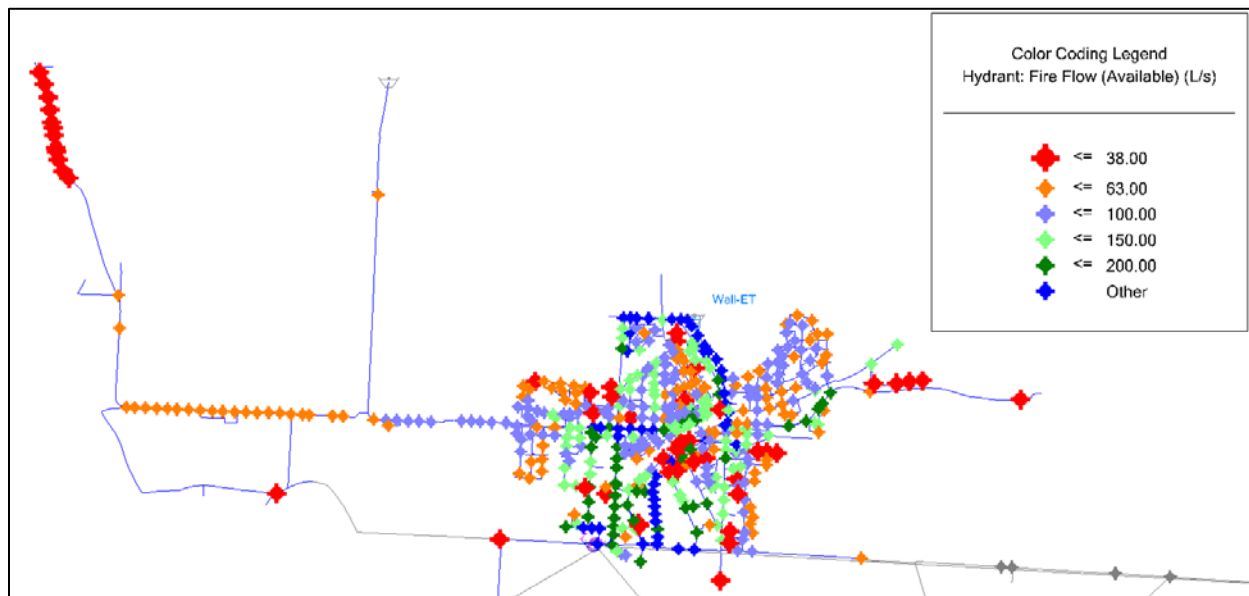 Color Coding Legend
Hydrant: Fire Flow (Available) (L/s)
<= 38.00
<= 63.00
<= 100.00
<= 150.00
<= 200.00
Other
Well-ET